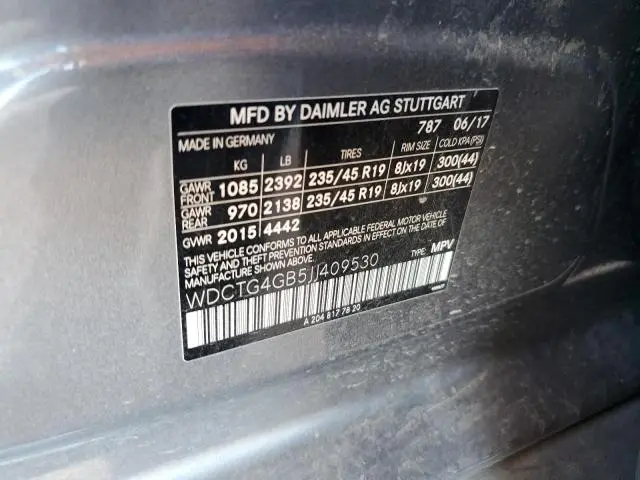 MFD BY DAIMLER AG STUTTGART
787 06/17
MADE IN GERMANY
KG LB TIRES RIM SIZE COLD KPA(PSI)
GAWR FRONT 1085 2392 235/45 R19 8Jx19 300(44)
GAWR REAR 970 2138 235/45 R19 8Jx19 300(44)
GVWR 2015 4442
THIS VEHICLE CONFORMS TO ALL APPLICABLE FEDERAL MOTOR VEHICLE
SAFETY AND THEFT PREVENTION STANDARDS IN EFFECT ON THE DATE OF
MANUFACTURE SHOWN ABOVE.
TYPE: MPV
WDCTG4GB5JJ409530
A 204 817 78 20